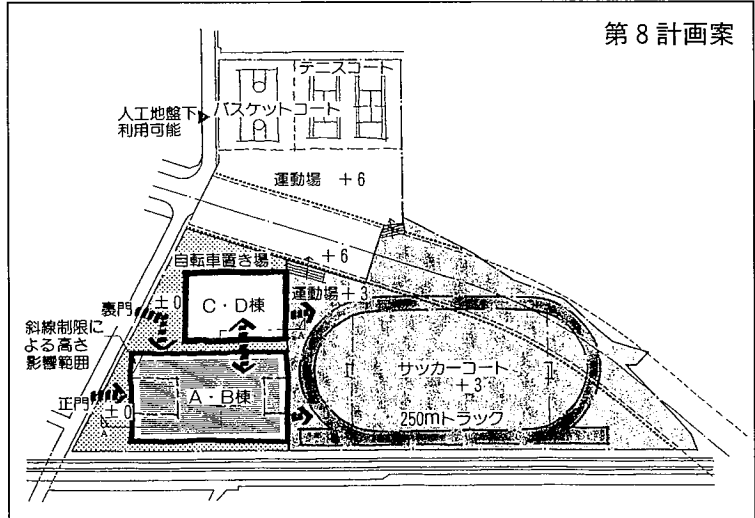 第8計画案
テニスコート
バスケットコート
人工地盤下
利用可能
運動場 +6
+6
自転車置き場
運動場+3
裏門
±0
C・D棟
斜線制限に
よる高さ
影響範囲
サッカーコート
+3
正門
±0
A・B棟
250mトラック